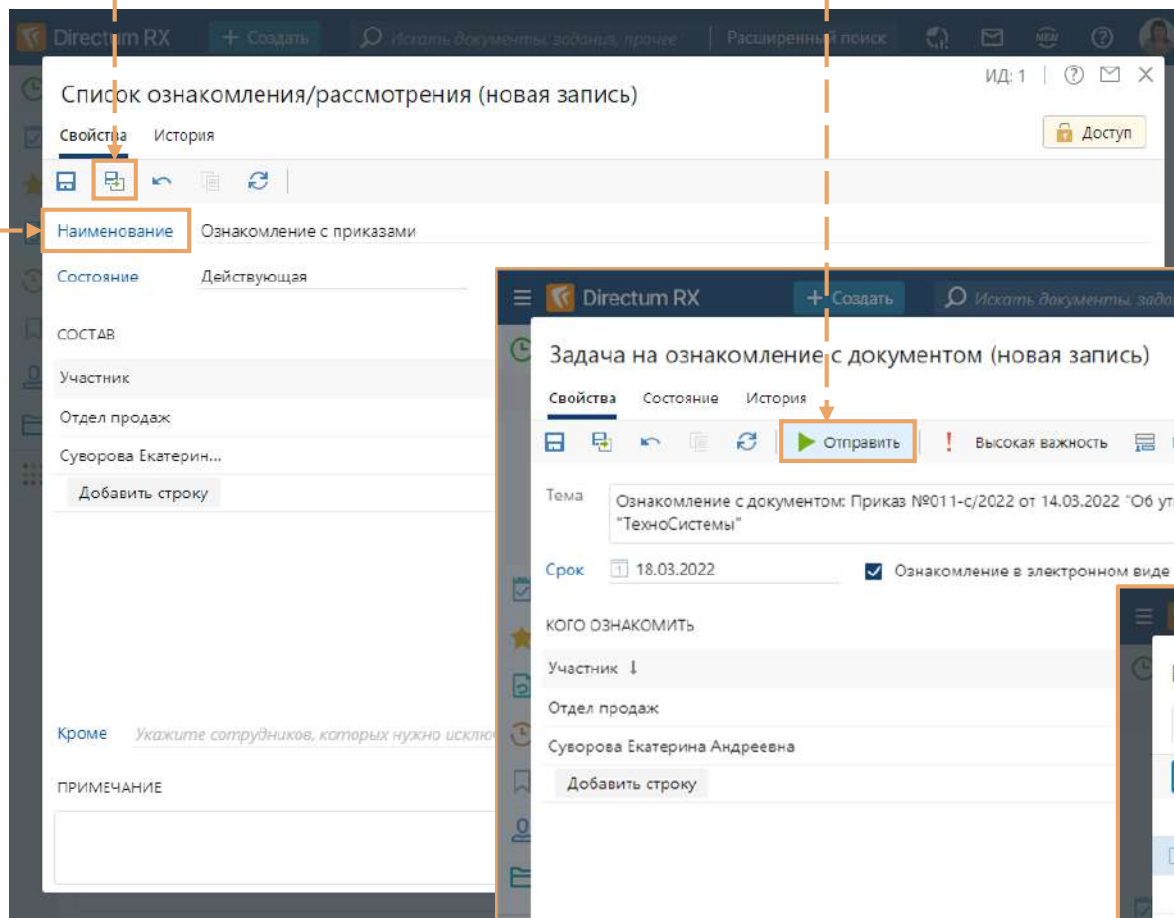 Directum RX
+ Создать
Искать документы, задания, прочее
Расширенный поиск
NEW
ИД: 1
Список ознакомления/рассмотрения (новая запись)
Свойства История
Доступ
Наименование Ознакомление с приказами
Состояние Действующая
СОСТАВ
Участник
Отдел продаж
Суворова Екатерин...
Добавить строку
Кроме Укажите сотрудников, которых нужно исклю
ПРИМЕЧАНИЕ
Directum RX
+ Создать
Искать документы, зада
Задача на ознакомление с документом (новая запись)
Свойства Состояние История
Отправить Высокая важность
Тема Ознакомление с документом: Приказ №011-с/2022 от 14.03.2022 "Об ут
"ТехноСистемы"
Срок 18.03.2022 Ознакомление в электронном виде
КОГО ОЗНАКОМИТЬ
Участник ↓
Отдел продаж
Суворова Екатерина Андреевна
Добавить строку